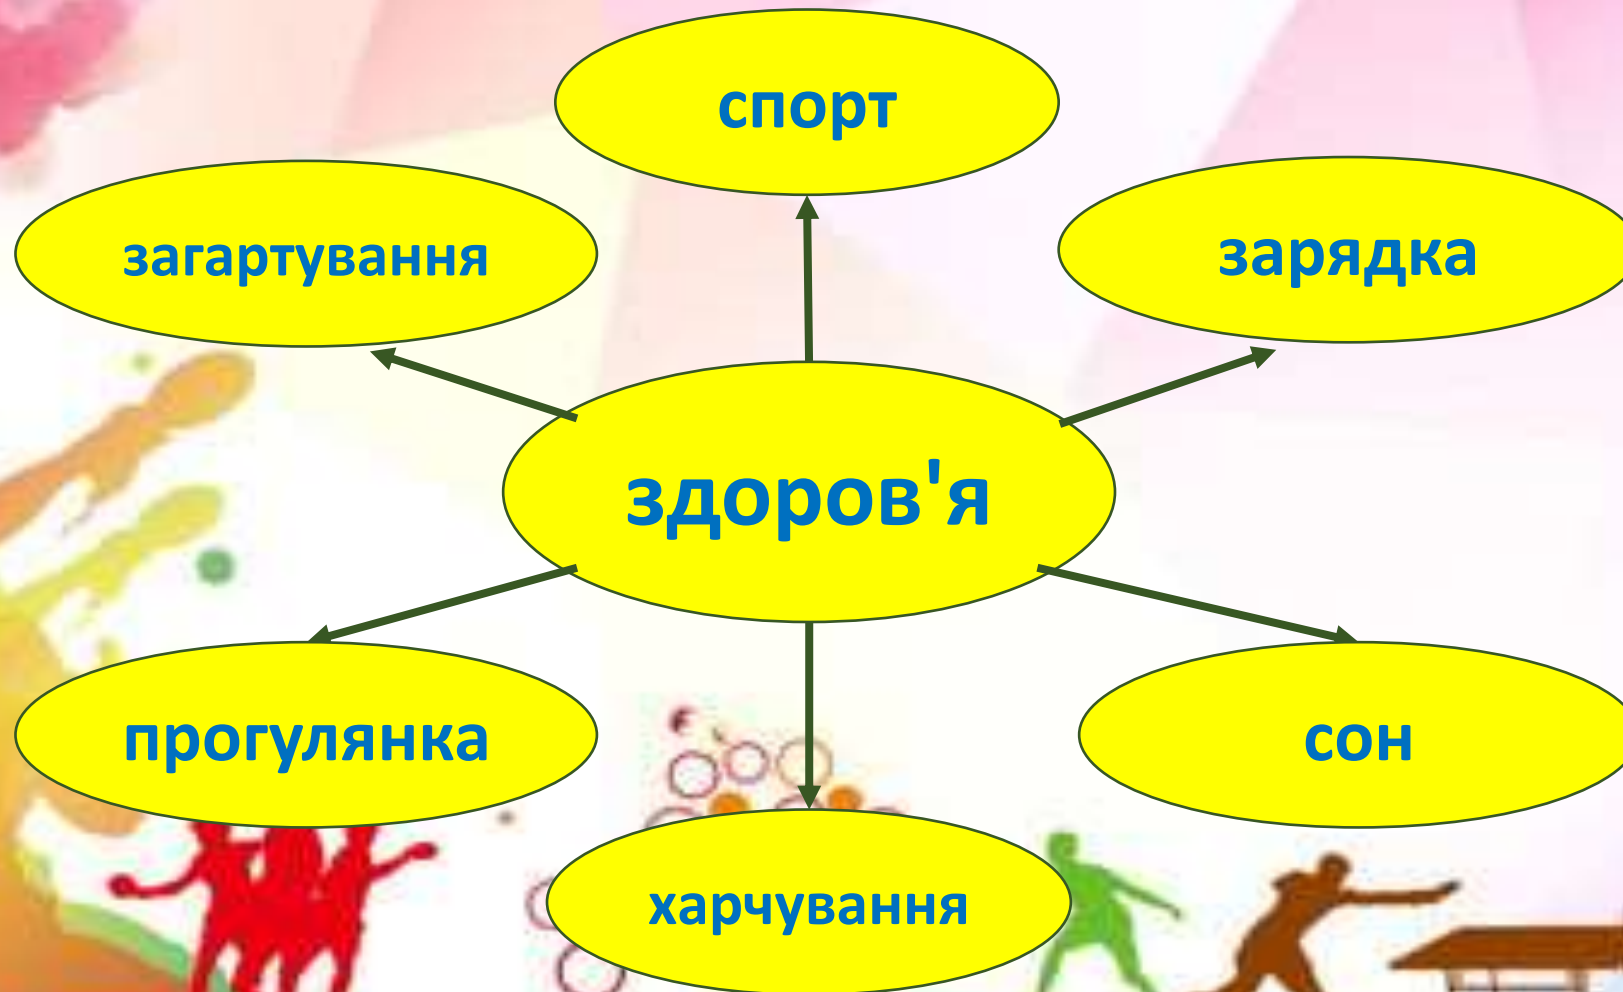 спорт
загартування
зарядка
здоров'я
прогулянка
сон
харчування